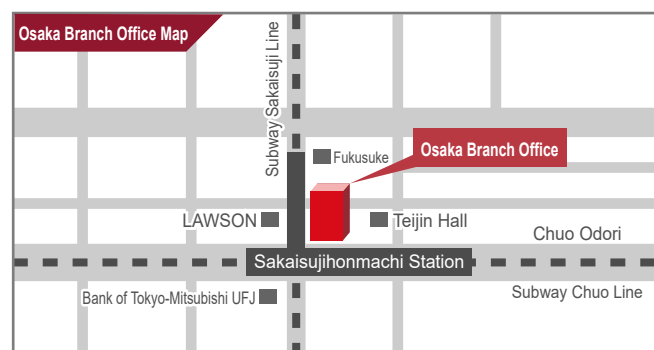 Osaka Branch Office Map
Subway Sakaisuji Line
Fukusuke
Osaka Branch Office
LAWSON
Teijin Hall
Chuo Odori
Sakaisujihonmachi Station
Subway Chuo Line
Bank of Tokyo-Mitsubishi UFJ